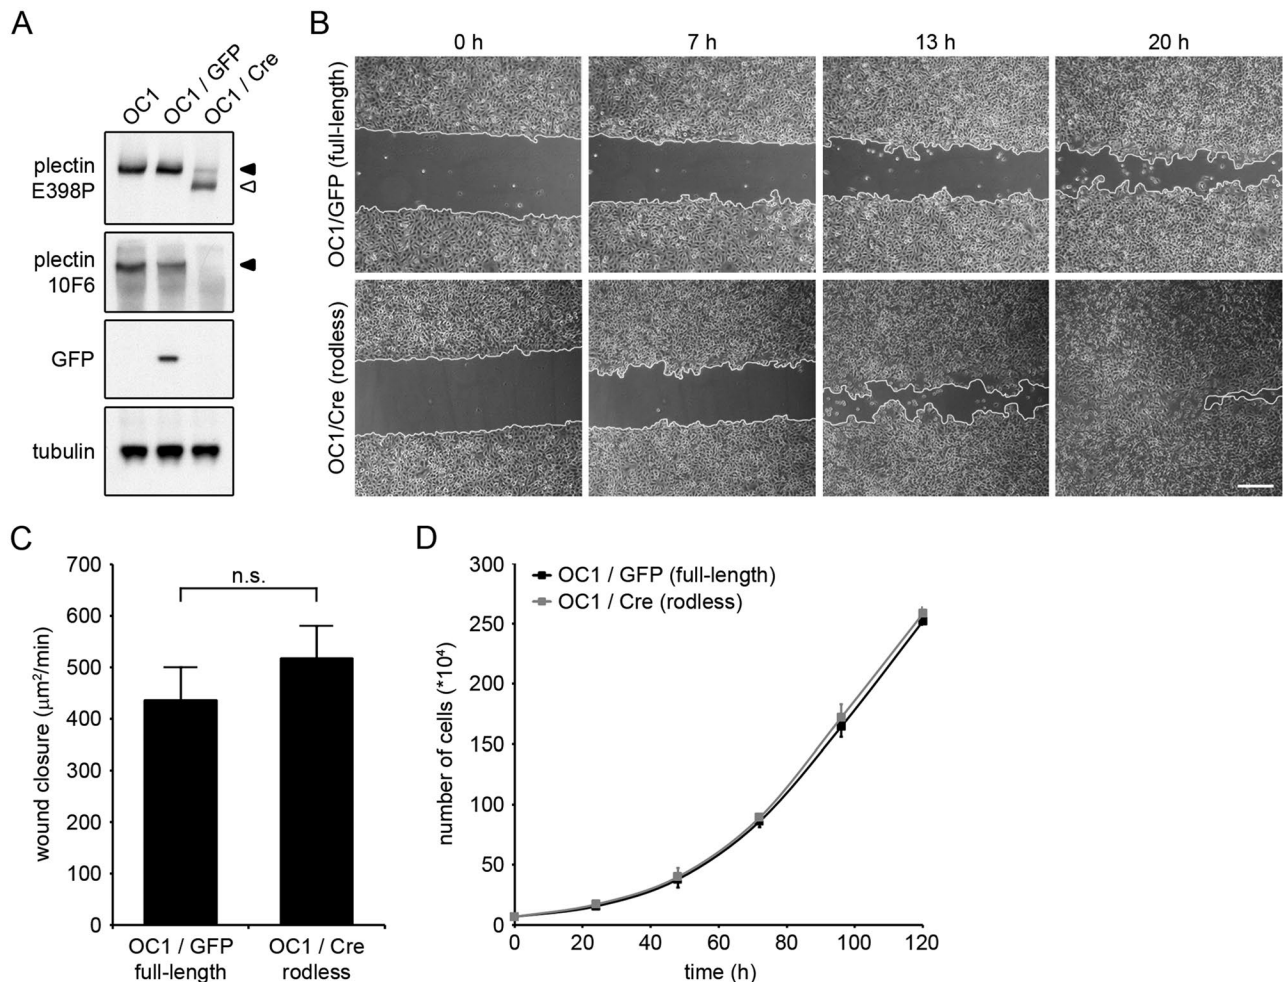 A
OC1
OC1 / GFP
OC1 / Cre
plectin
E398P
plectin
10F6
GFP
tubulin
B
0 h
7 h
13 h
20 h
OC1/GFP (full-length)
OC1/Cre (rodless)
C
700
600
500
400
300
200
100
0
wound closure (μm²/min)
n.s.
OC1 / GFP
full-length
OC1 / Cre
rodless
D
OC1 / GFP (full-length)
OC1 / Cre (rodless)
300
250
200
150
100
50
0
number of cells (*10⁴)
0 20 40 60 80 100 120
time (h)